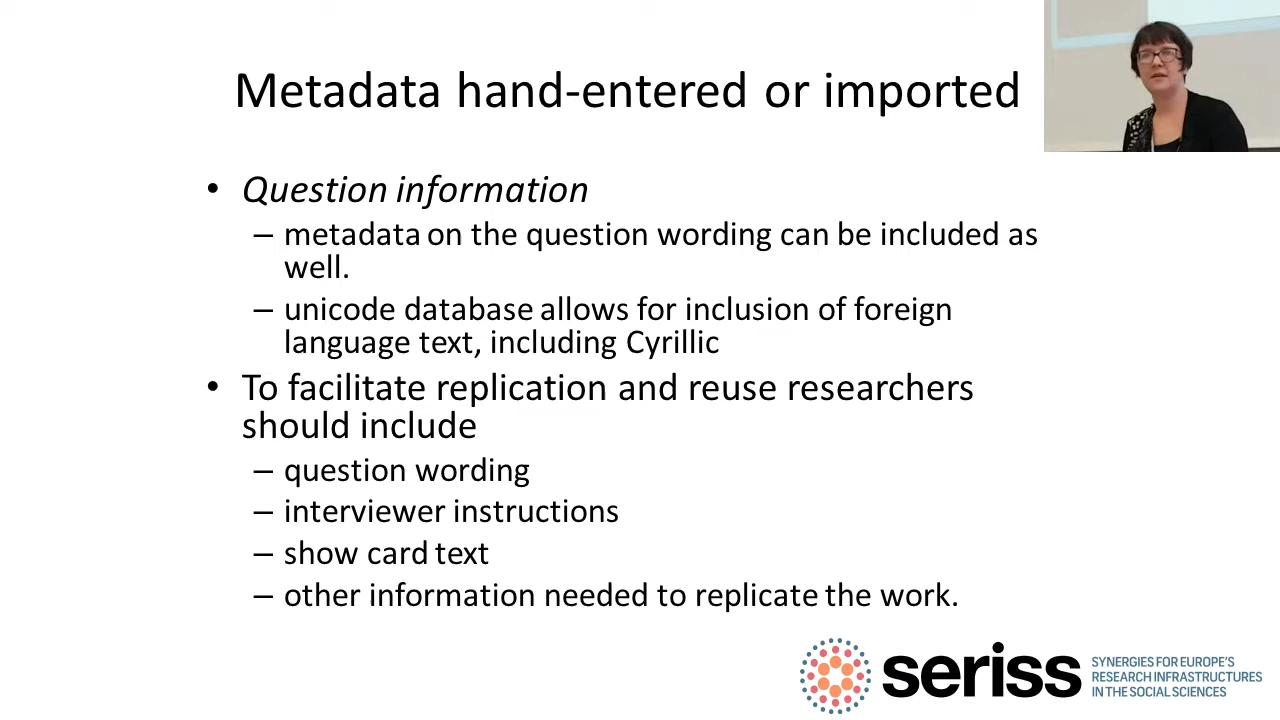 Metadata hand-entered or imported
• Question information
– metadata on the question wording can be included as
well.
– unicode database allows for inclusion of foreign
language text, including Cyrillic
• To facilitate replication and reuse researchers
should include
– question wording
– interviewer instructions
– show card text
– other information needed to replicate the work.
seriss
SYNERGIES FOR EUROPE'S
RESEARCH INFRASTRUCTURES
IN THE SOCIAL SCIENCES